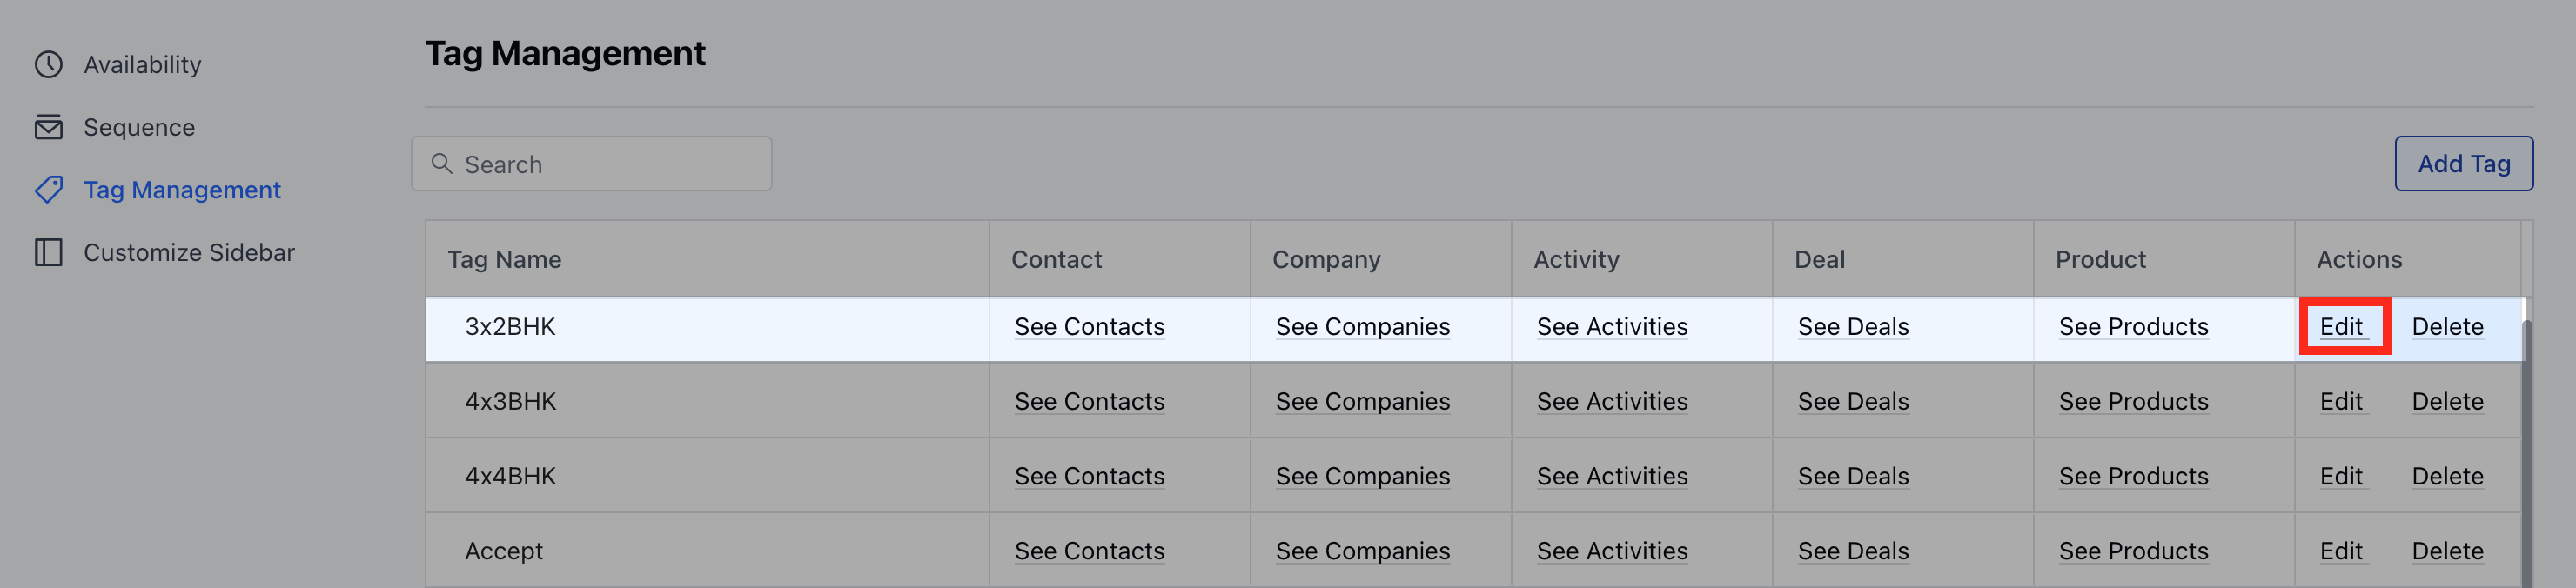 Availability
Sequence
Tag Management
Customize Sidebar
Tag Management
Search
Add Tag
Tag Name Contact Company Activity Deal Product Actions
3x2BHK See Contacts See Companies See Activities See Deals See Products Edit Delete
4x3BHK See Contacts See Companies See Activities See Deals See Products Edit Delete
4x4BHK See Contacts See Companies See Activities See Deals See Products Edit Delete
Accept See Contacts See Companies See Activities See Deals See Products Edit Delete